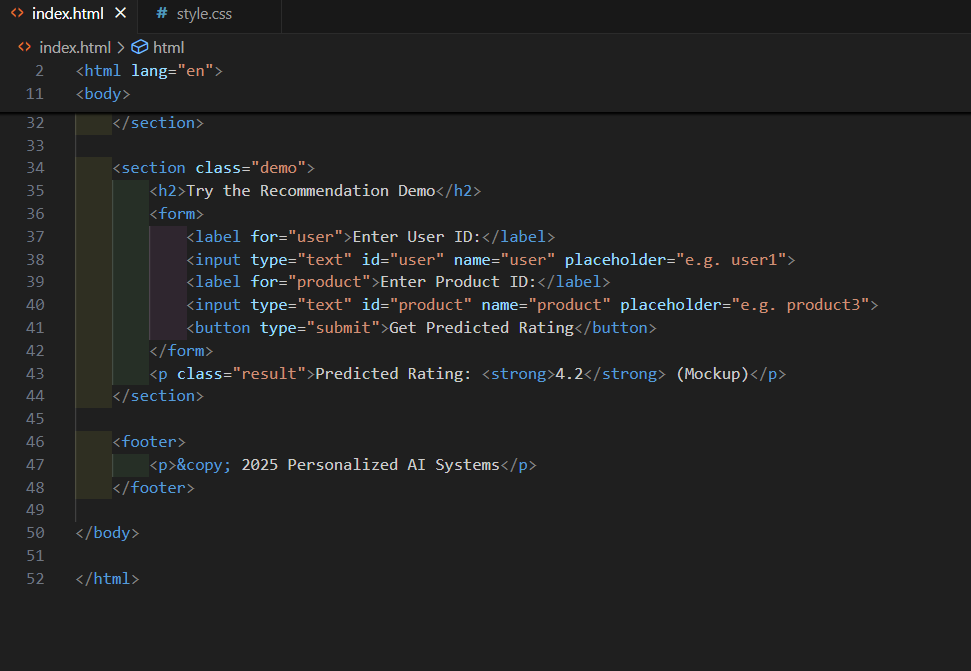 index.html
style.css
index.html > html
2 <html lang="en">
11 <body>
32 </section>
33
34 <section class="demo">
35 <h2>Try the Recommendation Demo</h2>
36 <form>
37 <label for="user">Enter User ID:</label>
38 <input type="text" id="user" name="user" placeholder="e.g. user1">
39 <label for="product">Enter Product ID:</label>
40 <input type="text" id="product" name="product" placeholder="e.g. product3">
41 <button type="submit">Get Predicted Rating</button>
42 </form>
43 <p class="result">Predicted Rating: <strong>4.2</strong> (Mockup)</p>
44 </section>
45
46 <footer>
47 <p>&copy; 2025 Personalized AI Systems</p>
48 </footer>
49
50 </body>
51
52 </html>